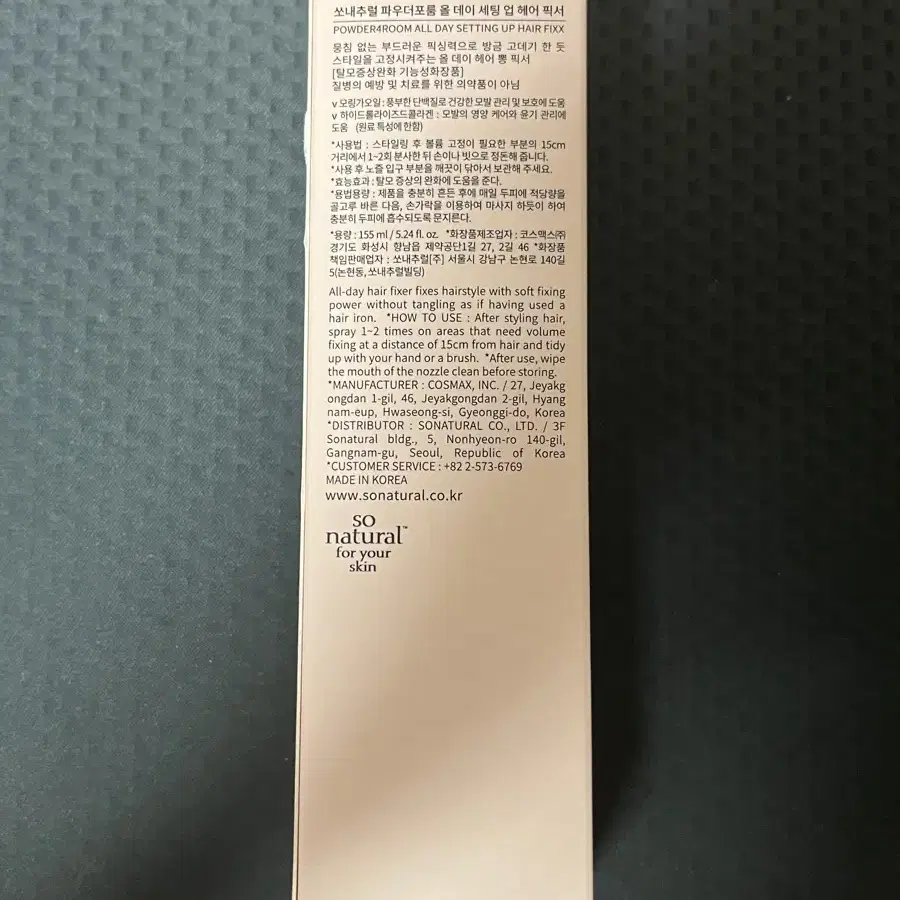 쏘내추럴 파우더포룸 올 데이 세팅 업 헤어 픽서
POWDER4ROOM ALL DAY SETTING UP HAIR FIXX
뭉침 없는 부드러운 픽싱력으로 방금 고데기 한 듯
스타일을 고정시켜주는 올 데이 헤어 뽕 픽서
[탈모증상완화 기능성화장품]
질병의 예방 및 치료를 위한 의약품이 아님
v 모링가오일 : 풍부한 단백질로 건강한 모발 관리 및 보호에 도움
v 하이드롤라이즈드콜라겐 : 모발의 영양 케어와 윤기 관리에
도움 (원료 특성에 한함)
*사용법 : 스타일링 후 볼륨 고정이 필요한 부분의 15cm
거리에서 1~2회 분사한 뒤 손이나 빗으로 정돈해 줍니다.
*사용 후 노즐 입구 부분을 깨끗이 닦아서 보관해 주세요.
*효능효과 : 탈모 증상의 완화에 도움을 준다.
*용법용량 : 제품을 충분히 흔든 후에 매일 두피에 적당량을
골고루 바른 다음, 손가락을 이용하여 마사지 하듯이 하여
충분히 두피에 흡수되도록 문지른다.
*용량 : 155 ml / 5.24 fl. oz. *화장품제조업자 : 코스맥스㈜
경기도 화성시 향남읍 제약공단1길 27, 2길 46 *화장품
책임판매업자 : 쏘내추럴[주] 서울시 강남구 논현로 140길
5(논현동, 쏘내추럴빌딩)
All-day hair fixer fixes hairstyle with soft fixing
power without tangling as if having used a
hair iron. *HOW TO USE : After styling hair,
spray 1~2 times on areas that need volume
fixing at a distance of 15cm from hair and tidy
up with your hand or a brush. *After use, wipe
the mouth of the nozzle clean before storing.
*MANUFACTURER : COSMAX, INC. / 27, Jeyakg
ongdan 1-gil, 46, Jeyakgongdan 2-gil, Hyang
nam-eup, Hwaseong-si, Gyeonggi-do, Korea
*DISTRIBUTOR : SONATURAL CO., LTD. / 3F
Sonatural bldg., 5, Nonhyeon-ro 140-gil,
Gangnam-gu, Seoul, Republic of Korea
*CUSTOMER SERVICE : +82 2-573-6769
MADE IN KOREA
www.sonatural.co.kr
so
natural™
for your
skin